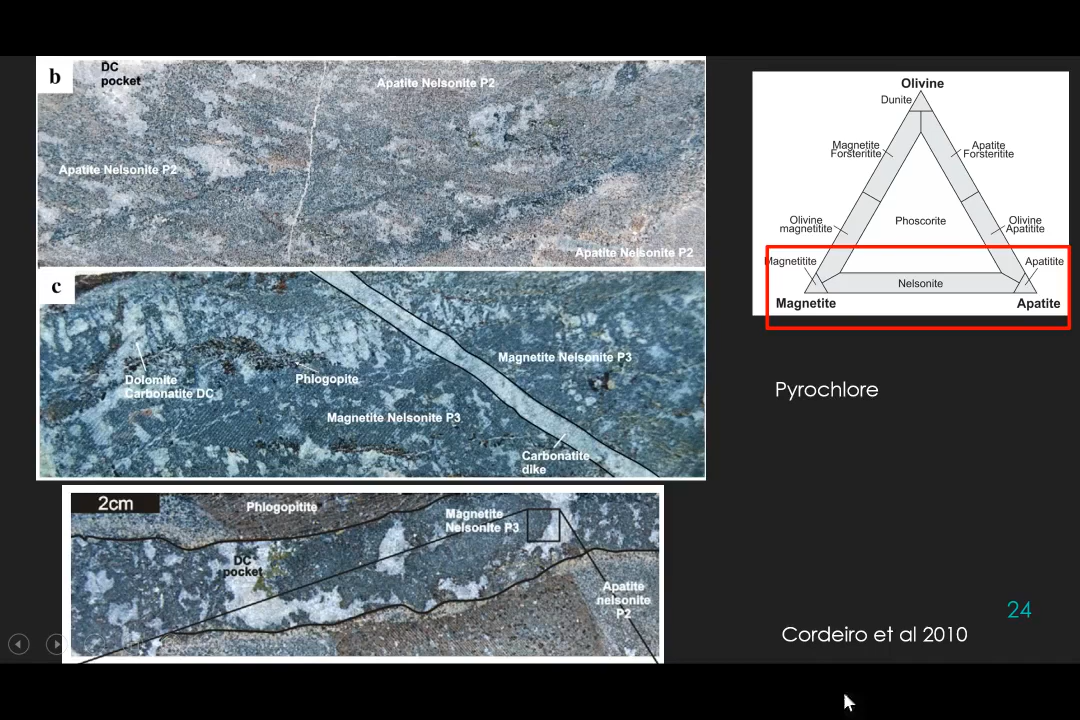 b
DC
pocket
Apatite Nelsonite P2
Apatite Nelsonite P2
Apatite Nelsonite P2
c
Dolomite
Carbonatite DC
Phlogopite
Magnetite Nelsonite P3
Magnetite Nelsonite P3
Carbonatite
dike
2cm
Phlogopitite
Magnetite
Nelsonite P3
DC
pocket
Apatite
nelsonite
P2
Olivine
Dunite
Magnetite
Forsteritite
Apatite
Forsteritite
Olivine
magnetitite
Phoscorite
Olivine
Apatitite
Magnetitite
Apatitite
Nelsonite
Magnetite
Apatite
Pyrochlore
24
Cordeiro et al 2010